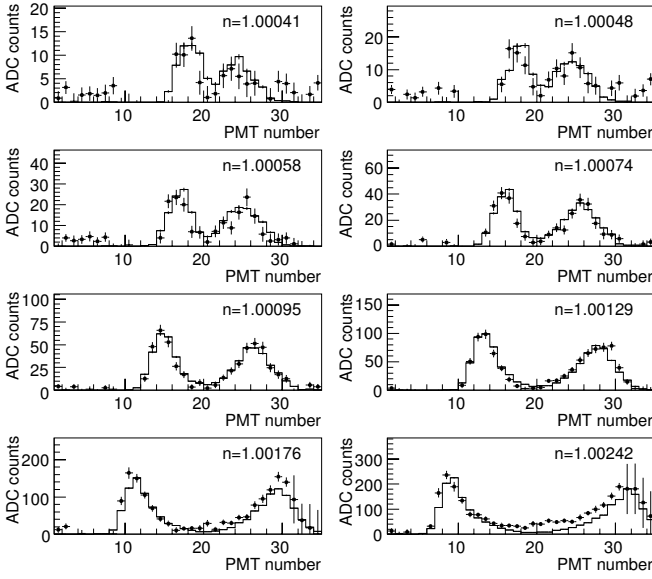 ADC counts
20
15
10
5
0
n=1.00041
10
20
30
PMT number
ADC counts
20
10
0
n=1.00048
10
20
30
PMT number
ADC counts
40
30
20
10
0
n=1.00058
10
20
30
PMT number
ADC counts
60
40
20
0
n=1.00074
10
20
30
PMT number
ADC counts
100
75
50
25
0
n=1.00095
10
20
30
PMT number
ADC counts
150
100
50
0
n=1.00129
10
20
30
PMT number
ADC counts
200
100
0
n=1.00176
10
20
30
PMT number
ADC counts
300
200
100
0
n=1.00242
10
20
30
PMT number